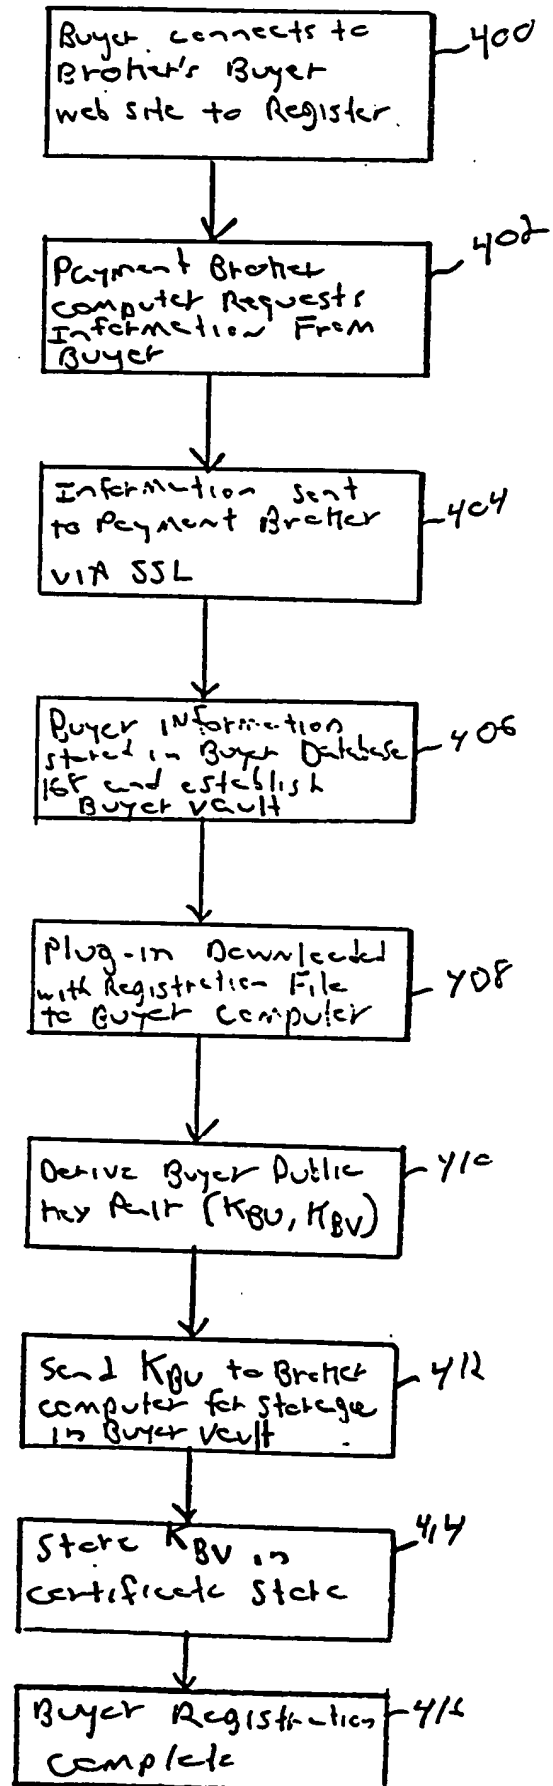 Buyer connects to
Broker's Buyer
web site to Register.
400
Payment Broker
computer Requests
Information From
Buyer
402
Information Sent
to Payment Broker
VIA SSL
404
Buyer INformation
stored in Buyer Database
168 and establish
Buyer vault
406
Plug-in Downloaded
with Registration File
to Buyer Computer
408
Derive Buyer Public
Key Pair (KBU, KBV)
410
Send KBU to Broker
computer for storage
in Buyer Vault
412
Store KBV in
certificate Store
414
Buyer Registration
complete
416